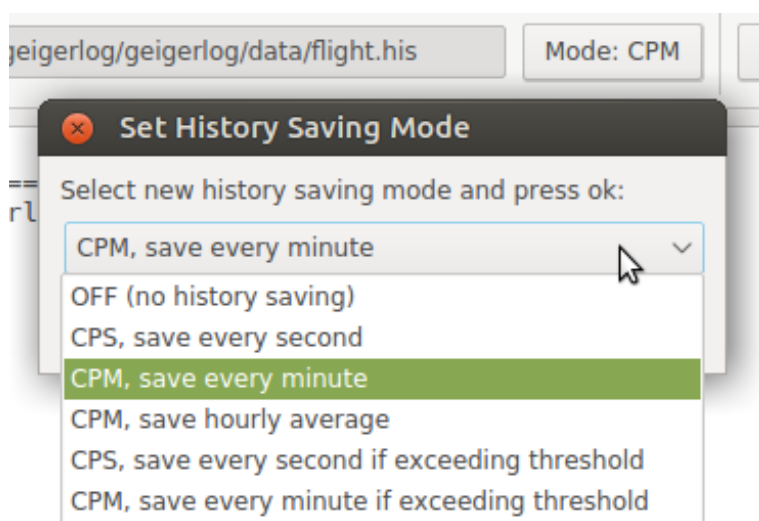 geigerlog/geigerlog/data/flight.his
Mode: CPM
Set History Saving Mode
==
rl
Select new history saving mode and press ok:
CPM, save every minute
OFF (no history saving)
CPS, save every second
CPM, save every minute
CPM, save hourly average
CPS, save every second if exceeding threshold
CPM, save every minute if exceeding threshold